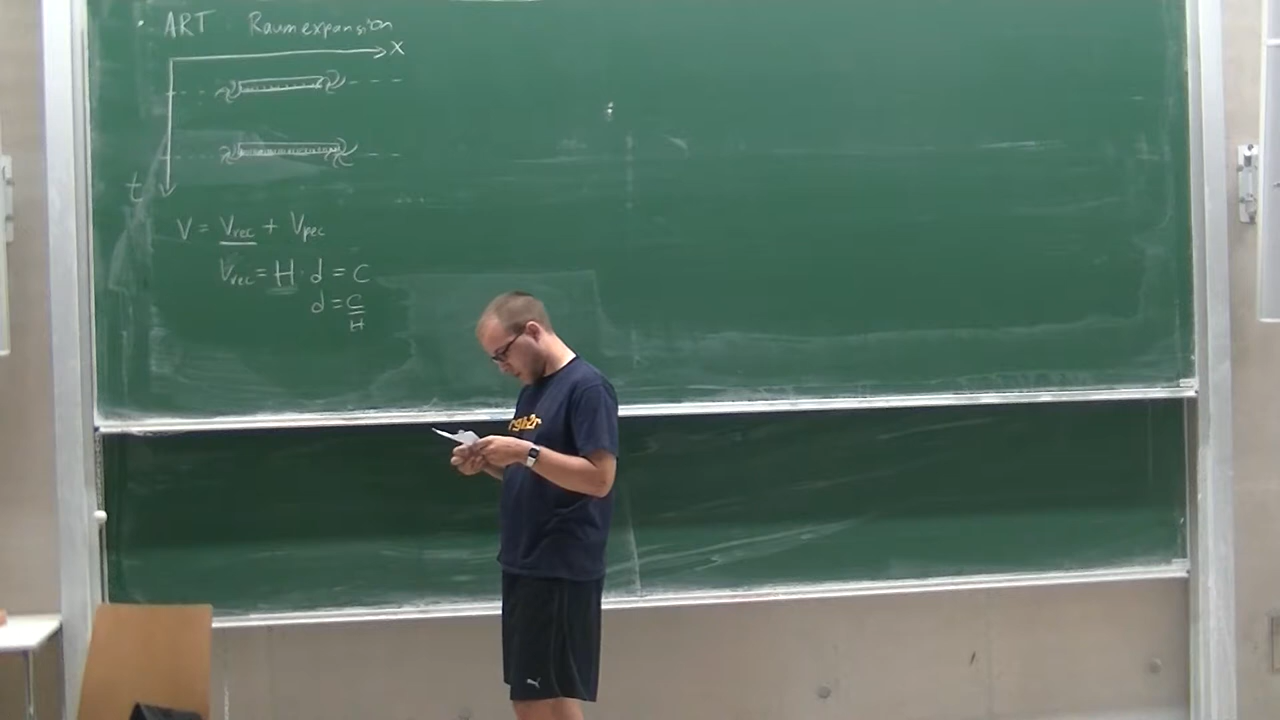 • ART Raumexpansion
x
t
V = Vrec + Vpec
Vrec = H · d = C
d = C/H